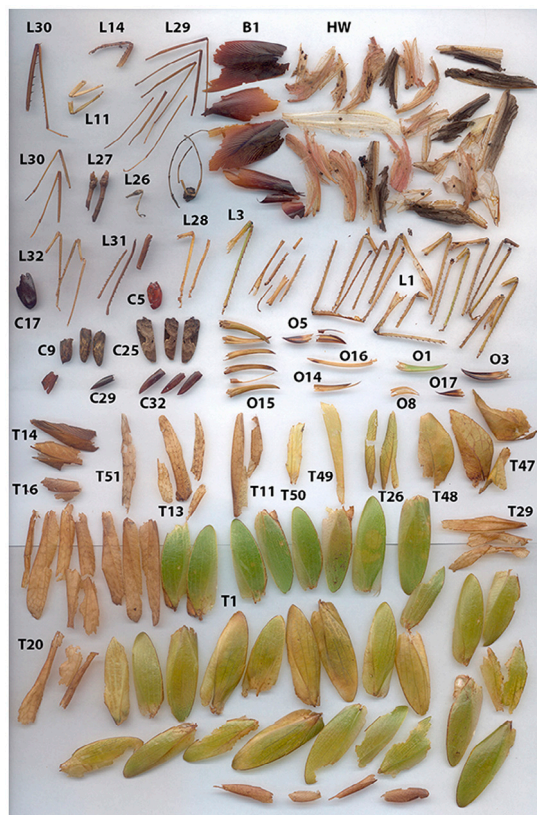 L30 L14 L29 B1 HW
L11
L30 L27 L26
L32 L31 L28 L3 L1
C5
C17
C9 C25 O5 O16 O1 O3
C29 C32 O15 O14 O8 O17
T14 T51 T49 T47
T16 T13 T11 T50 T26 T48 T29
T1
T20